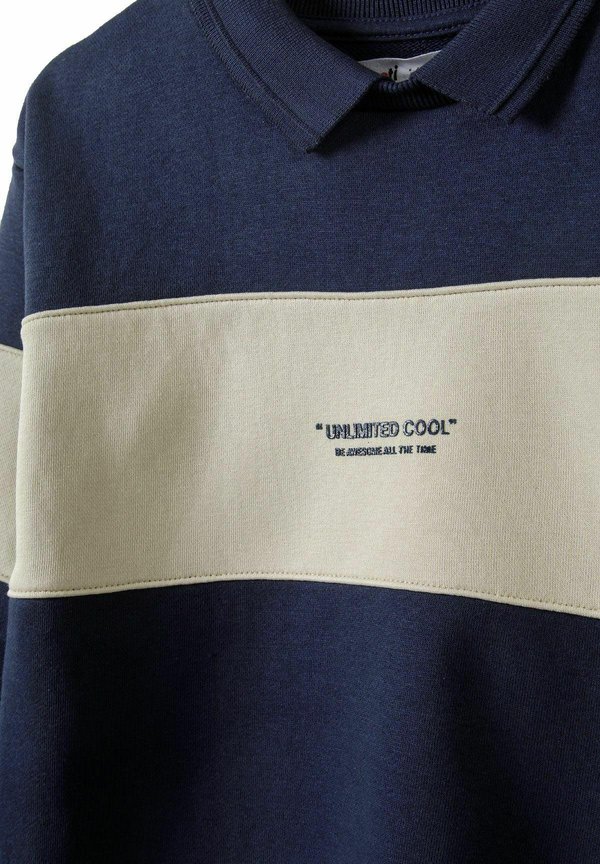 "UNLIMITED COOL"
BE AWESOME ALL THE TIME